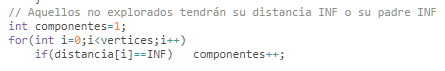 }
// Aquellos no explorados tendrán su distancia INF o su padre INF
int componentes=1;
for(int i=0;i<vertices;i++)
if(distancia[i]==INF) componentes++;